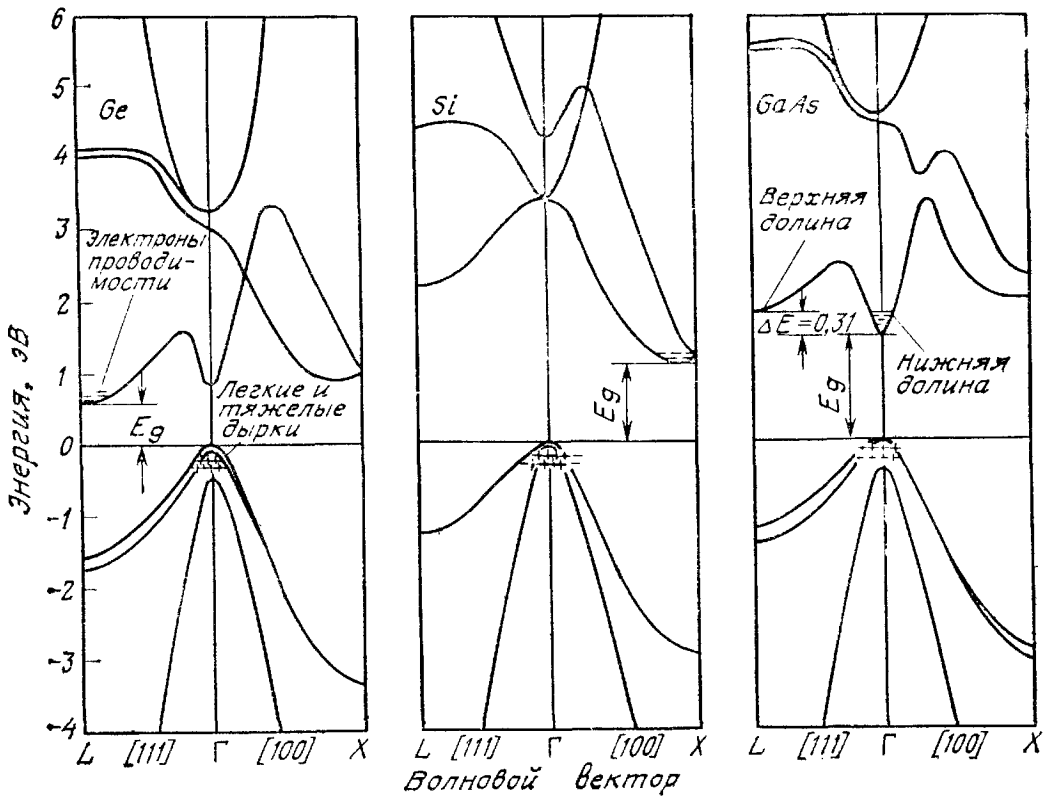 6
5
4
3
2
1
0
-1
-2
-3
-4
Энергия, эВ
Ge
Электроны
проводи-
мости
Eg
Легкие и
тяжелые
дырки
L [111] Г [100] X
Si
Eg
Г [100] X
L [111]
GaAs
Верхняя
долина
ΔE=0,31
Eg
Нижняя
долина
L [111] Г [100] X
Волновой вектор